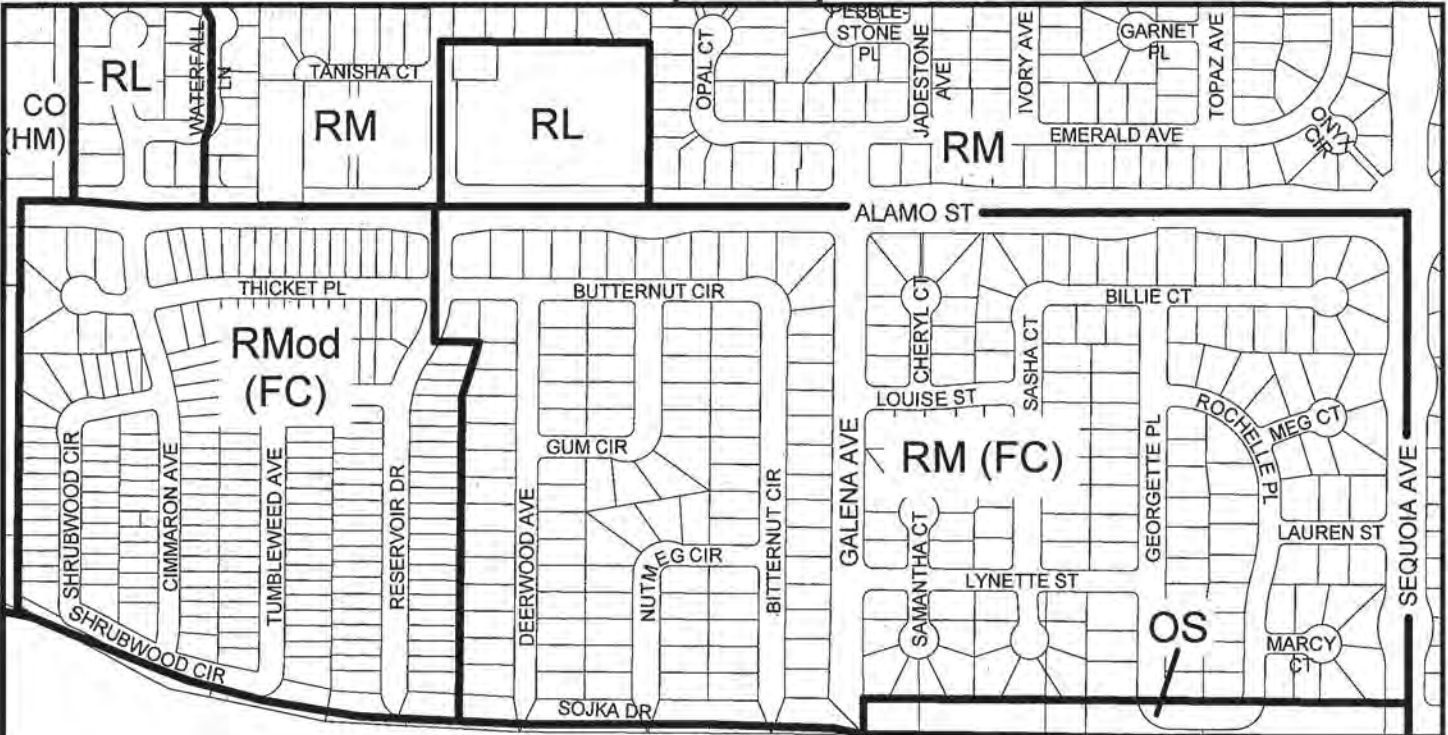 PEBBLE-
STONE
PL
GARNET
PL
OPAL CT
JADESTONE
AVE
IVORY AVE
TOPAZ AVE
RL
WATERFALL
LN
TANISHA CT
CO
(HM)
RM
RL
RM
EMERALD AVE
ONYX
CIR
ALAMO ST
THICKET PL
BUTTERNUT CIR
CHERYL CT
BILLIE CT
RMod
(FC)
SASHA CT
LOUISE ST
ROCHELLE PL
MEG CT
GUM CIR
RM (FC)
SHRUBWOOD CIR
CIMMARON AVE
TUMBLEWEED AVE
RESERVOIR DR
DEERWOOD AVE
NUTMEG CIR
BITTERNUT CIR
GALENA AVE
SAMANTHA CT
GEORGETTE PL
LAUREN ST
SEQUOIA AVE
LYNETTE ST
SHRUBWOOD CIR
OS
MARCY
CT
SOJKA DR